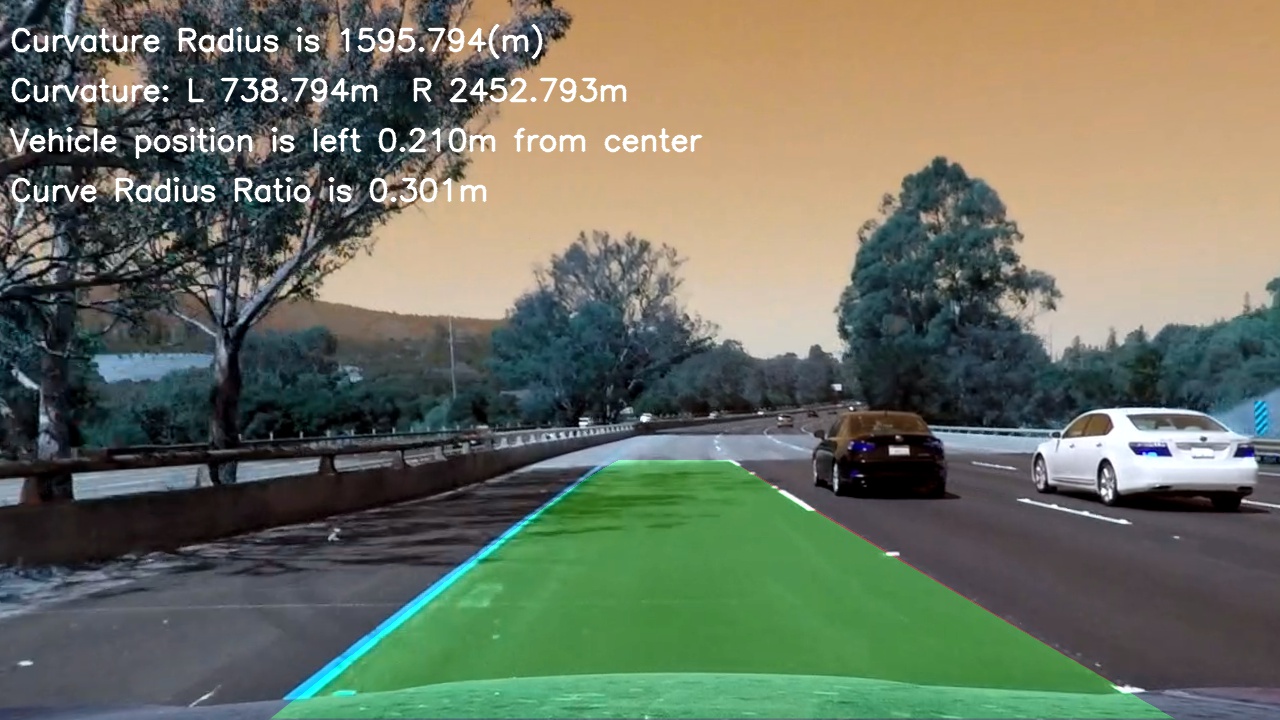 Curvature Radius is 1595.794(m)
Curvature: L 738.794m R 2452.793m
Vehicle position is left 0.210m from center
Curve Radius Ratio is 0.301m